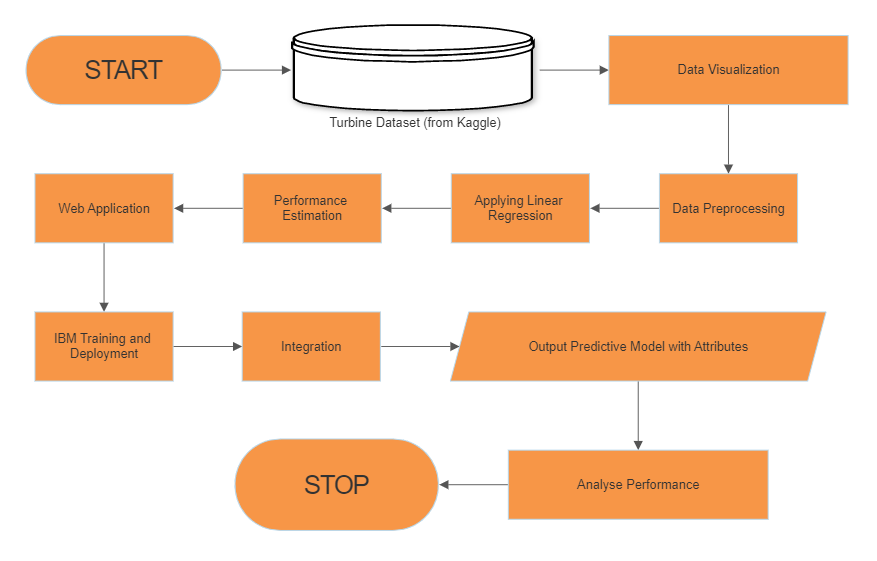 START
Turbine Dataset (from Kaggle)
Data Visualization
Data Preprocessing
Applying Linear
Regression
Performance
Estimation
Web Application
IBM Training and
Deployment
Integration
Output Predictive Model with Attributes
Analyse Performance
STOP